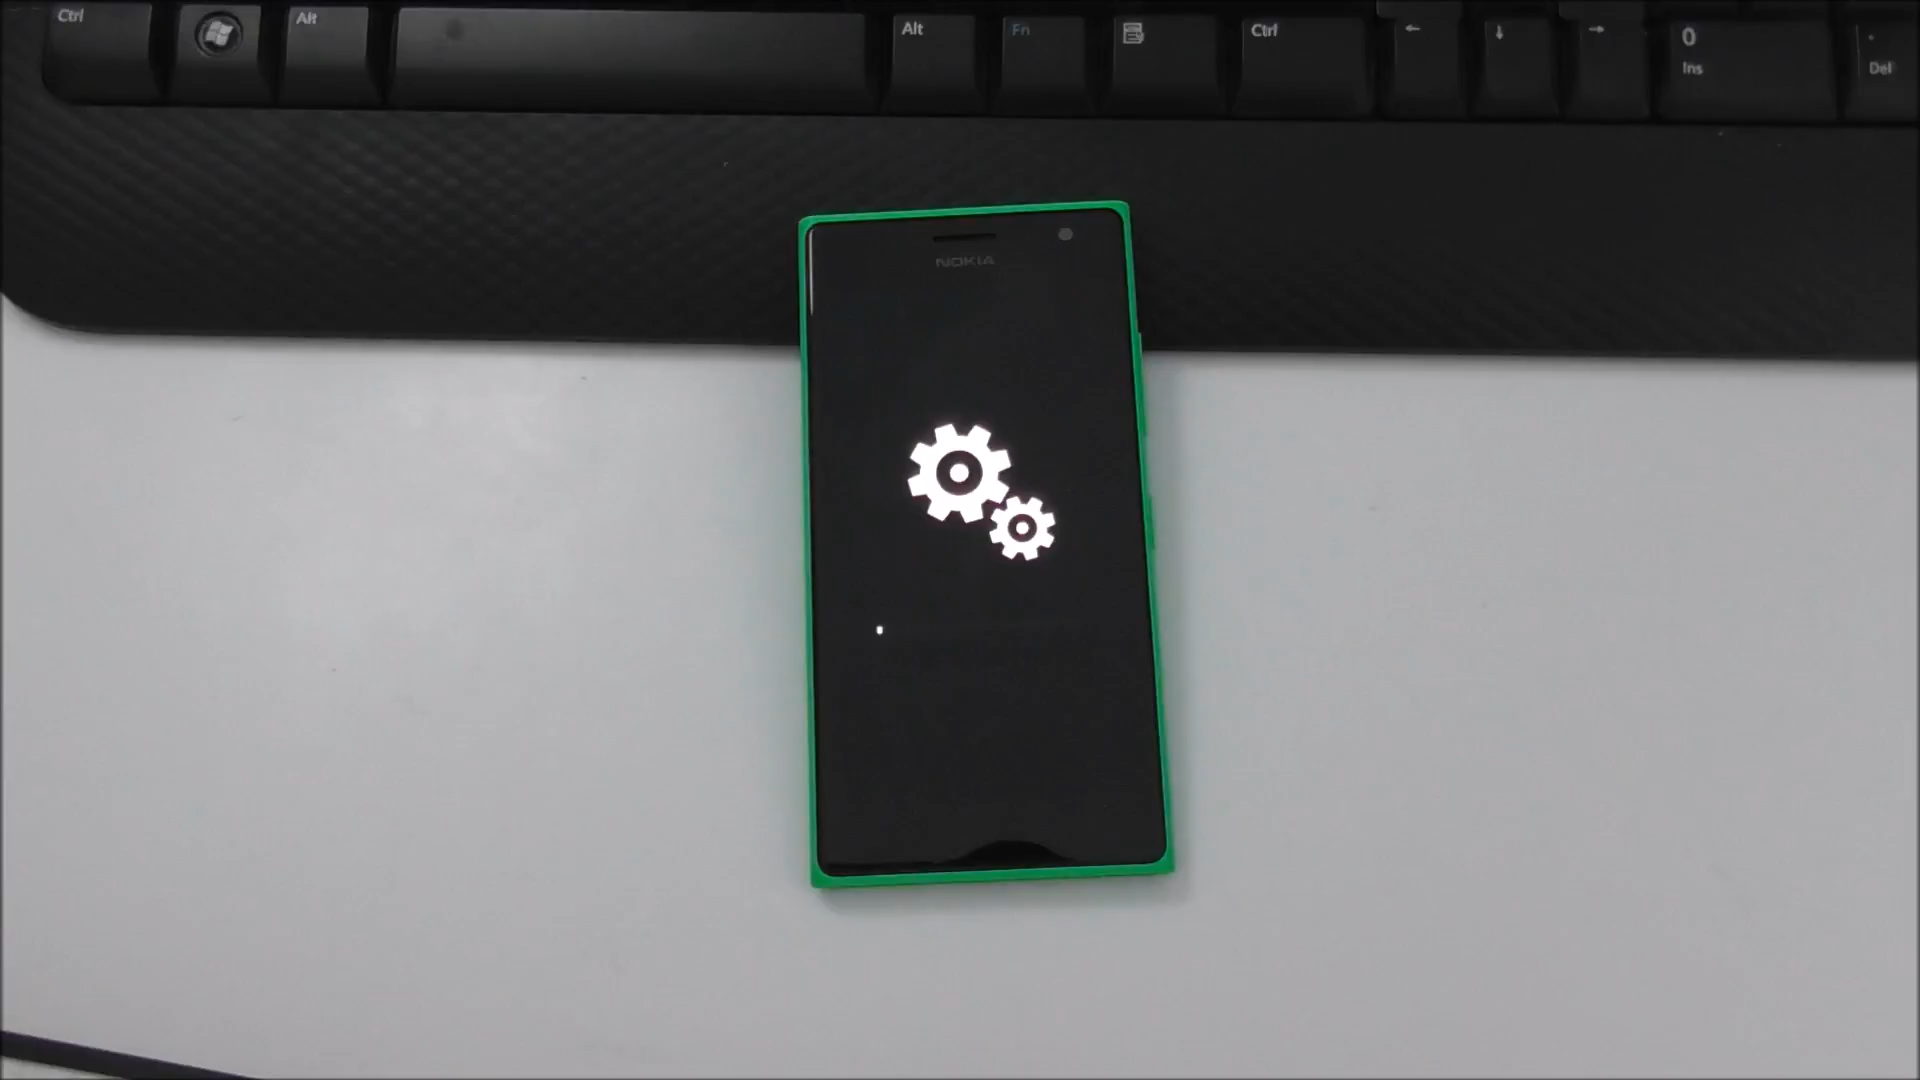 Ctrl
Alt
Alt
Fn
Ctrl
←
↓
→
0
Ins
.
Del
NOKIA